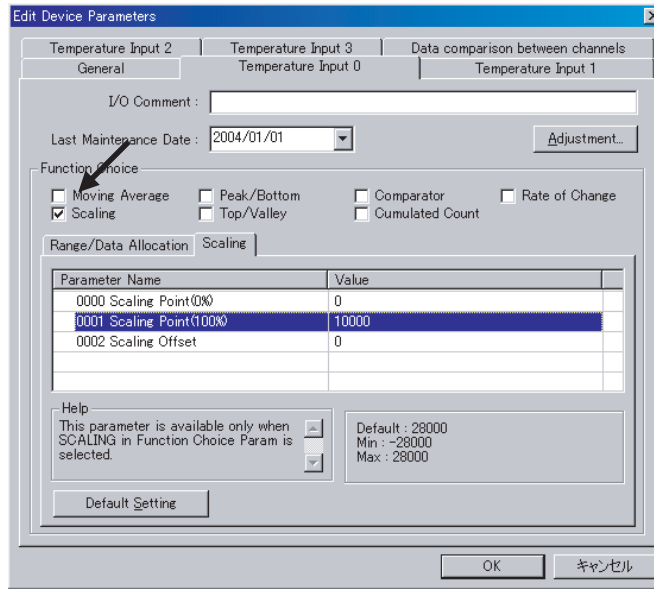 Edit Device Parameters
Temperature Input 2 Temperature Input 3 Data comparison between channels
General Temperature Input 0 Temperature Input 1
I/O Comment :
Last Maintenance Date : 2004/01/01 Adjustment...
Function Choice
Moving Average Peak/Bottom Comparator Rate of Change
Scaling Top/Valley Cumulated Count
Range/Data Allocation Scaling
Parameter Name Value
0000 Scaling Point(0%) 0
0001 Scaling Point(100%) 10000
0002 Scaling Offset 0
Help
This parameter is available only when
SCALING in Function Choice Param is
selected.
Default : 28000
Min : -28000
Max : 28000
Default Setting
OK キャンセル